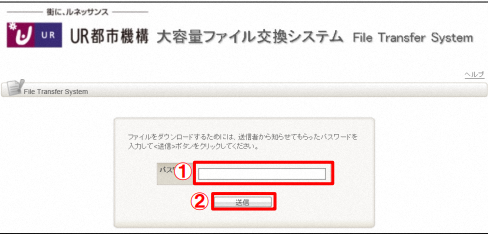 街に、ルネッサンス
UR UR都市機構 大容量ファイル交換システム File Transfer System
ヘルプ
File Transfer System
ファイルをダウンロードするためには、送信者から知らせてもらったパスワードを
入力して«送信»ボタンをクリックしてください。
パス ①
② 送信